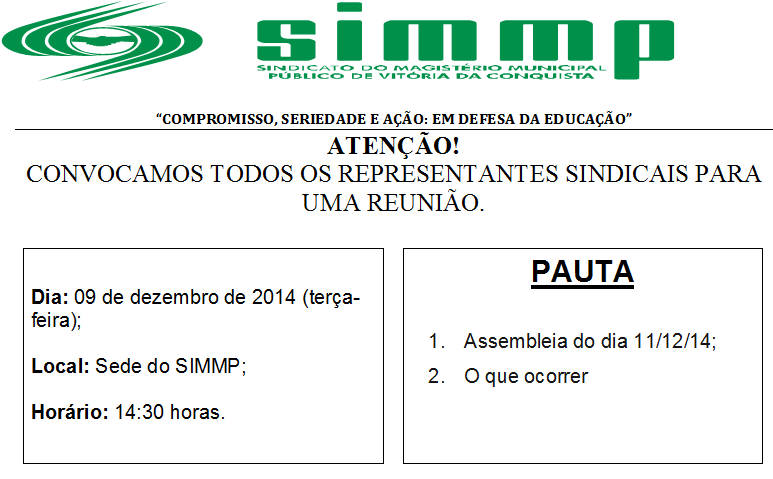 simmp
SINDICATO DO MAGISTÉRIO MUNICIPAL
PÚBLICO DE VITÓRIA DA CONQUISTA
“COMPROMISSO, SERIEDADE E AÇÃO: EM DEFESA DA EDUCAÇÃO”
ATENÇÃO!
CONVOCAMOS TODOS OS REPRESENTANTES SINDICAIS PARA
UMA REUNIÃO.
Dia: 09 de dezembro de 2014 (terça-
feira);
Local: Sede do SIMMP;
Horário: 14:30 horas.
PAUTA
1. Assembleia do dia 11/12/14;
2. O que ocorrer